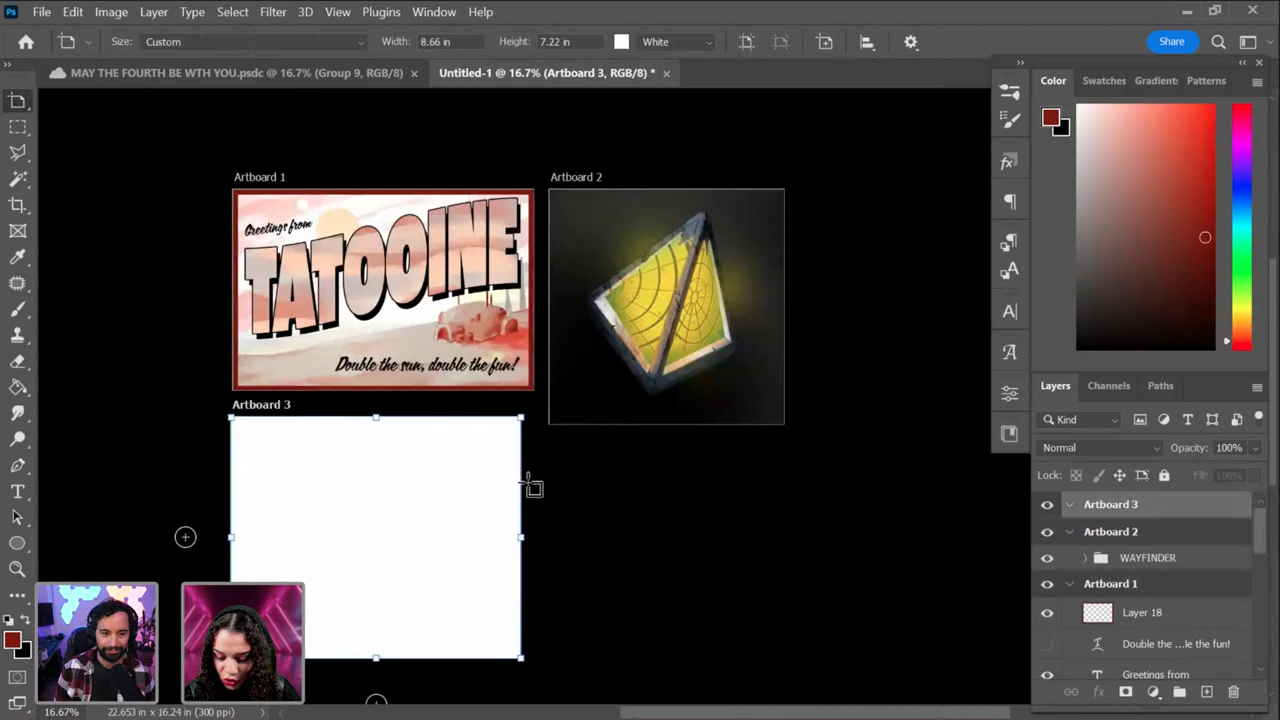 Ps File Edit Image Layer Type Select Filter 3D View Plugins Window Help
Size: Custom Width: 8.66 in Height: 7.22 in White Share
MAY THE FOURTH BE WTH YOU.psdc @ 16.7% (Group 9, RGB/8) × Untitled-1 @ 16.7% (Artboard 3, RGB/8) * ×
Color Swatches Gradient: Patterns
Artboard 1
Artboard 2
Greetings from
TATOOINE
Double the sun, double the fun!
Artboard 3
Layers Channels Paths
Kind
Normal Opacity: 100%
Lock: Fill: 100%
Artboard 3
Artboard 2
WAYFINDER
Artboard 1
Layer 18
Double the ...le the fun!
Greetings from
16.67% 22.653 in x 16.24 in (300 ppi)